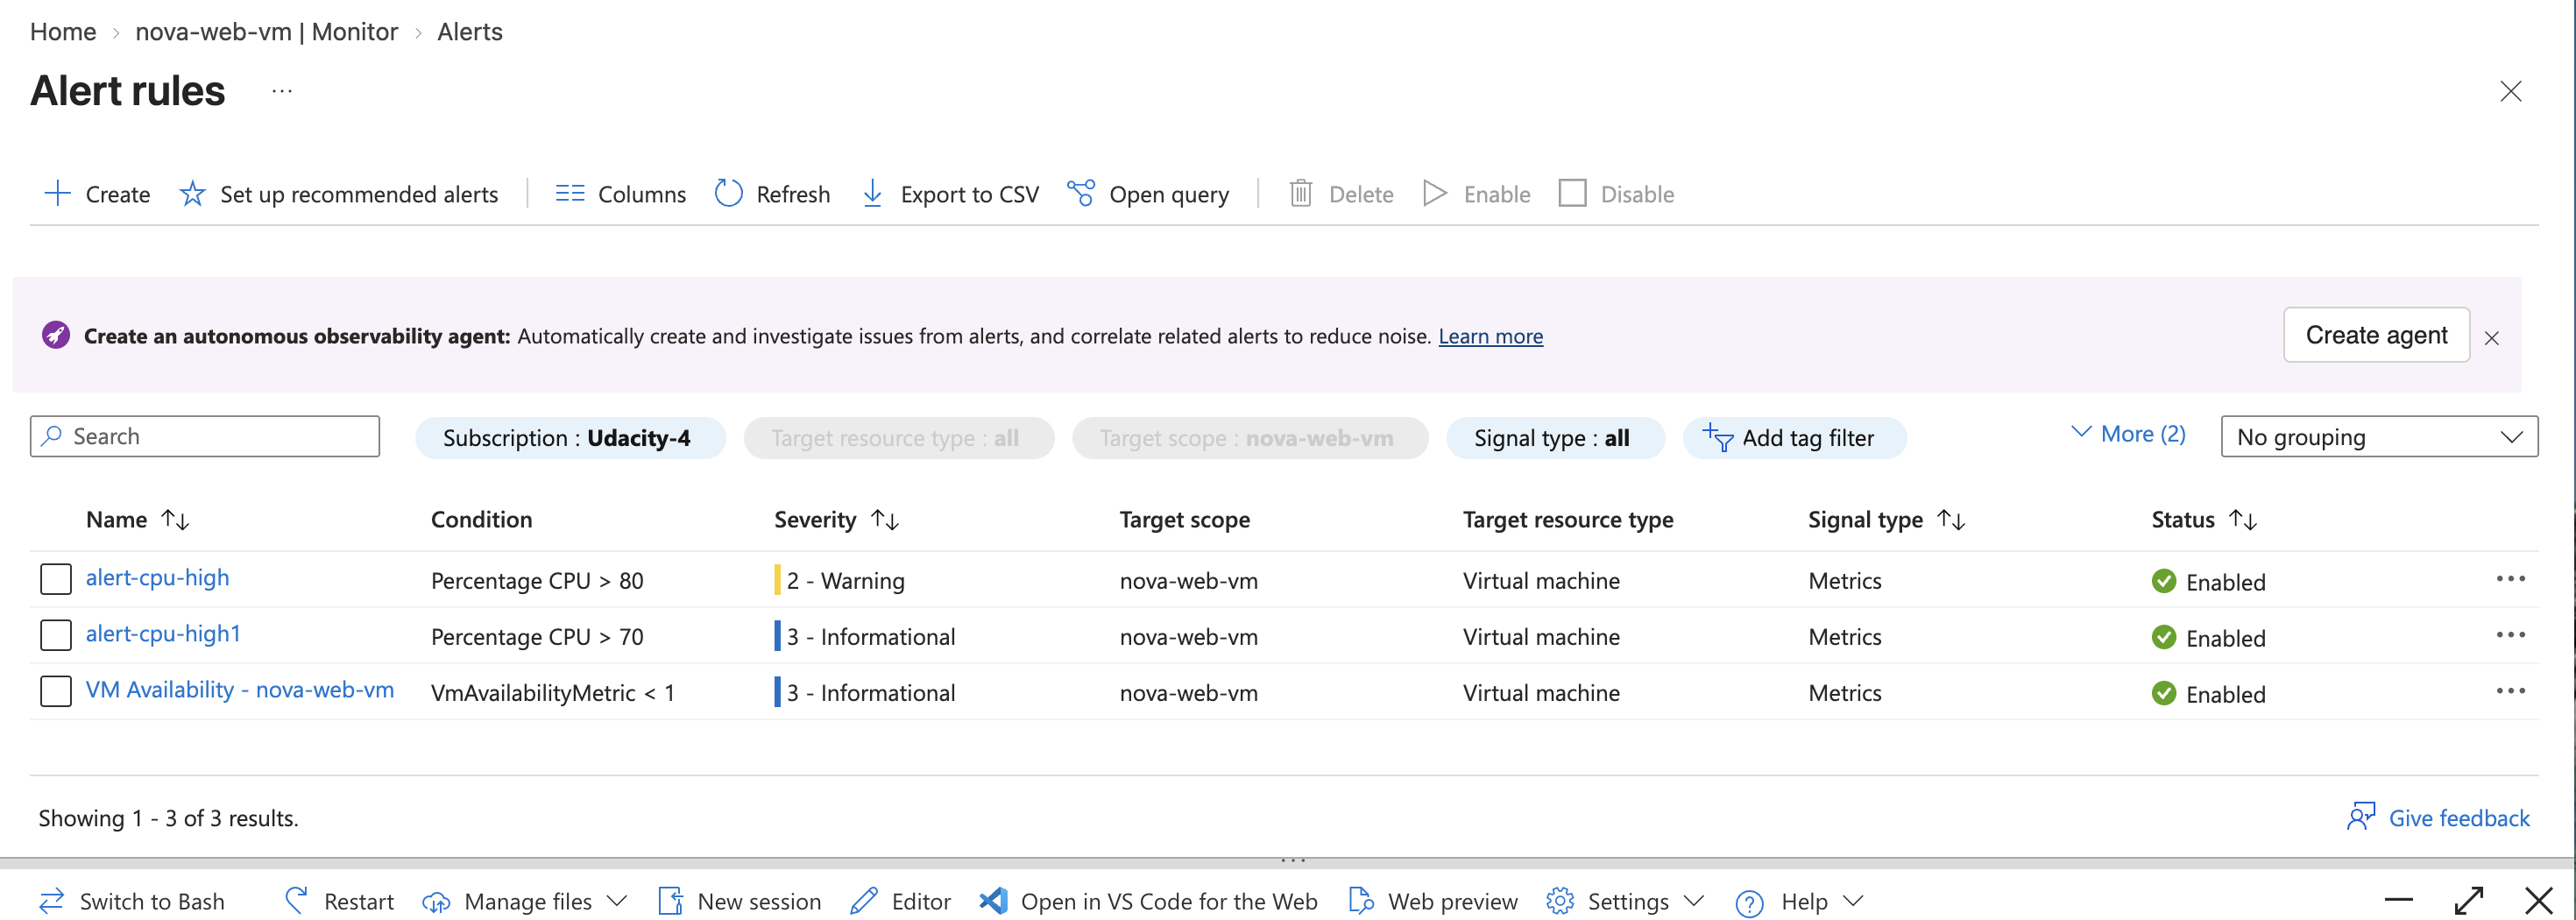 Home > nova-web-vm | Monitor > Alerts
Alert rules ...
Create Set up recommended alerts Columns Refresh Export to CSV Open query Delete Enable Disable
Create an autonomous observability agent: Automatically create and investigate issues from alerts, and correlate related alerts to reduce noise. Learn more Create agent
Search Subscription : Udacity-4 Target resource type : all Target scope : nova-web-vm Signal type : all Add tag filter More (2) No grouping
Name Condition Severity Target scope Target resource type Signal type Status
alert-cpu-high Percentage CPU > 80 2 - Warning nova-web-vm Virtual machine Metrics Enabled
alert-cpu-high1 Percentage CPU > 70 3 - Informational nova-web-vm Virtual machine Metrics Enabled
VM Availability - nova-web-vm VmAvailabilityMetric < 1 3 - Informational nova-web-vm Virtual machine Metrics Enabled
Showing 1 - 3 of 3 results. Give feedback
Switch to Bash Restart Manage files New session Editor Open in VS Code for the Web Web preview Settings Help